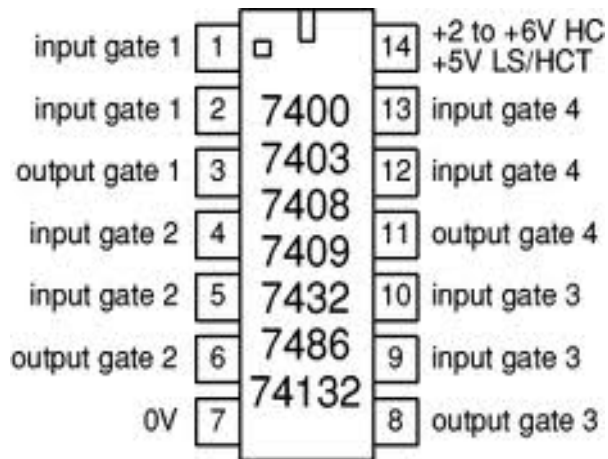 input gate 1 1
input gate 1 2
output gate 1 3
input gate 2 4
input gate 2 5
output gate 2 6
0V 7
7400
7403
7408
7409
7432
7486
74132
14 +2 to +6V HC
+5V LS/HCT
13 input gate 4
12 input gate 4
11 output gate 4
10 input gate 3
9 input gate 3
8 output gate 3